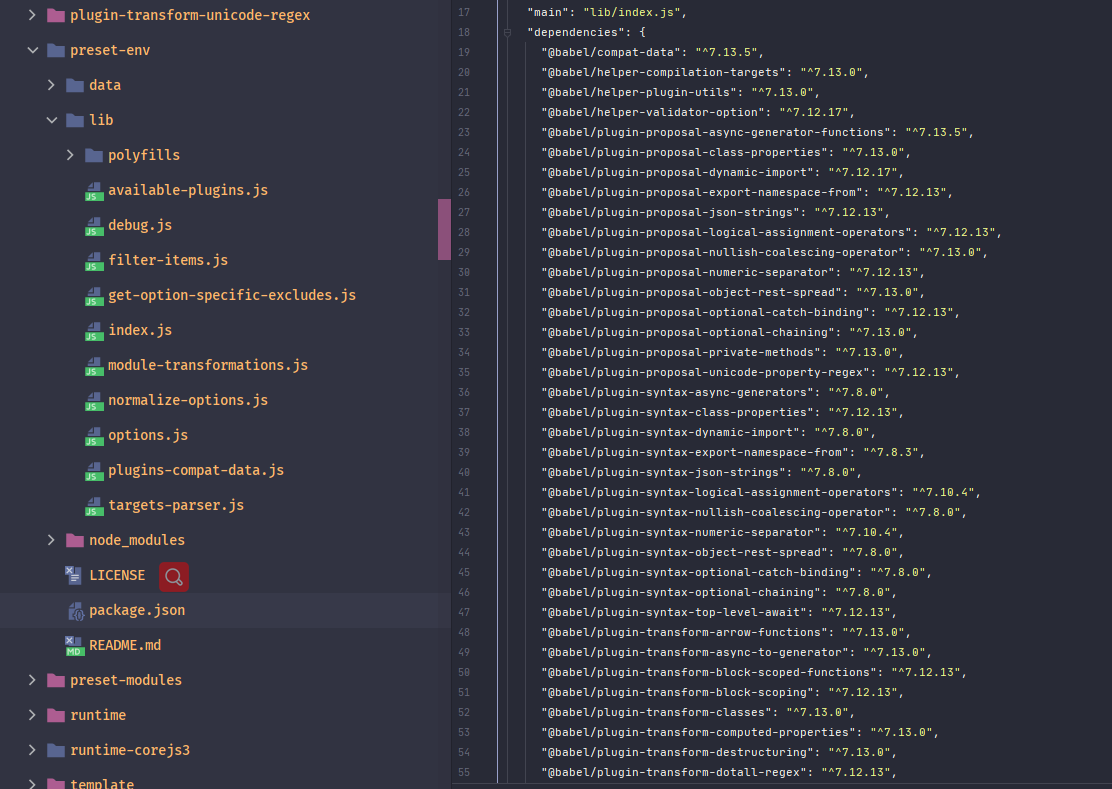 plugin-transform-unicode-regex
preset-env
data
lib
polyfills
available-plugins.js
debug.js
filter-items.js
get-option-specific-excludes.js
index.js
module-transformations.js
normalize-options.js
options.js
plugins-compat-data.js
targets-parser.js
node_modules
LICENSE
package.json
README.md
preset-modules
runtime
runtime-corejs3
template
17 "main": "lib/index.js",
18 "dependencies": {
19 "@babel/compat-data": "^7.13.5",
20 "@babel/helper-compilation-targets": "^7.13.0",
21 "@babel/helper-plugin-utils": "^7.13.0",
22 "@babel/helper-validator-option": "^7.12.17",
23 "@babel/plugin-proposal-async-generator-functions": "^7.13.5",
24 "@babel/plugin-proposal-class-properties": "^7.13.0",
25 "@babel/plugin-proposal-dynamic-import": "^7.12.17",
26 "@babel/plugin-proposal-export-namespace-from": "^7.12.13",
27 "@babel/plugin-proposal-json-strings": "^7.12.13",
28 "@babel/plugin-proposal-logical-assignment-operators": "^7.12.13",
29 "@babel/plugin-proposal-nullish-coalescing-operator": "^7.13.0",
30 "@babel/plugin-proposal-numeric-separator": "^7.12.13",
31 "@babel/plugin-proposal-object-rest-spread": "^7.13.0",
32 "@babel/plugin-proposal-optional-catch-binding": "^7.12.13",
33 "@babel/plugin-proposal-optional-chaining": "^7.13.0",
34 "@babel/plugin-proposal-private-methods": "^7.13.0",
35 "@babel/plugin-proposal-unicode-property-regex": "^7.12.13",
36 "@babel/plugin-syntax-async-generators": "^7.8.0",
37 "@babel/plugin-syntax-class-properties": "^7.12.13",
38 "@babel/plugin-syntax-dynamic-import": "^7.8.0",
39 "@babel/plugin-syntax-export-namespace-from": "^7.8.3",
40 "@babel/plugin-syntax-json-strings": "^7.8.0",
41 "@babel/plugin-syntax-logical-assignment-operators": "^7.10.4",
42 "@babel/plugin-syntax-nullish-coalescing-operator": "^7.8.0",
43 "@babel/plugin-syntax-numeric-separator": "^7.10.4",
44 "@babel/plugin-syntax-object-rest-spread": "^7.8.0",
45 "@babel/plugin-syntax-optional-catch-binding": "^7.8.0",
46 "@babel/plugin-syntax-optional-chaining": "^7.8.0",
47 "@babel/plugin-syntax-top-level-await": "^7.12.13",
48 "@babel/plugin-transform-arrow-functions": "^7.13.0",
49 "@babel/plugin-transform-async-to-generator": "^7.13.0",
50 "@babel/plugin-transform-block-scoped-functions": "^7.12.13",
51 "@babel/plugin-transform-block-scoping": "^7.12.13",
52 "@babel/plugin-transform-classes": "^7.13.0",
53 "@babel/plugin-transform-computed-properties": "^7.13.0",
54 "@babel/plugin-transform-destructuring": "^7.13.0",
55 "@babel/plugin-transform-dotall-regex": "^7.12.13",